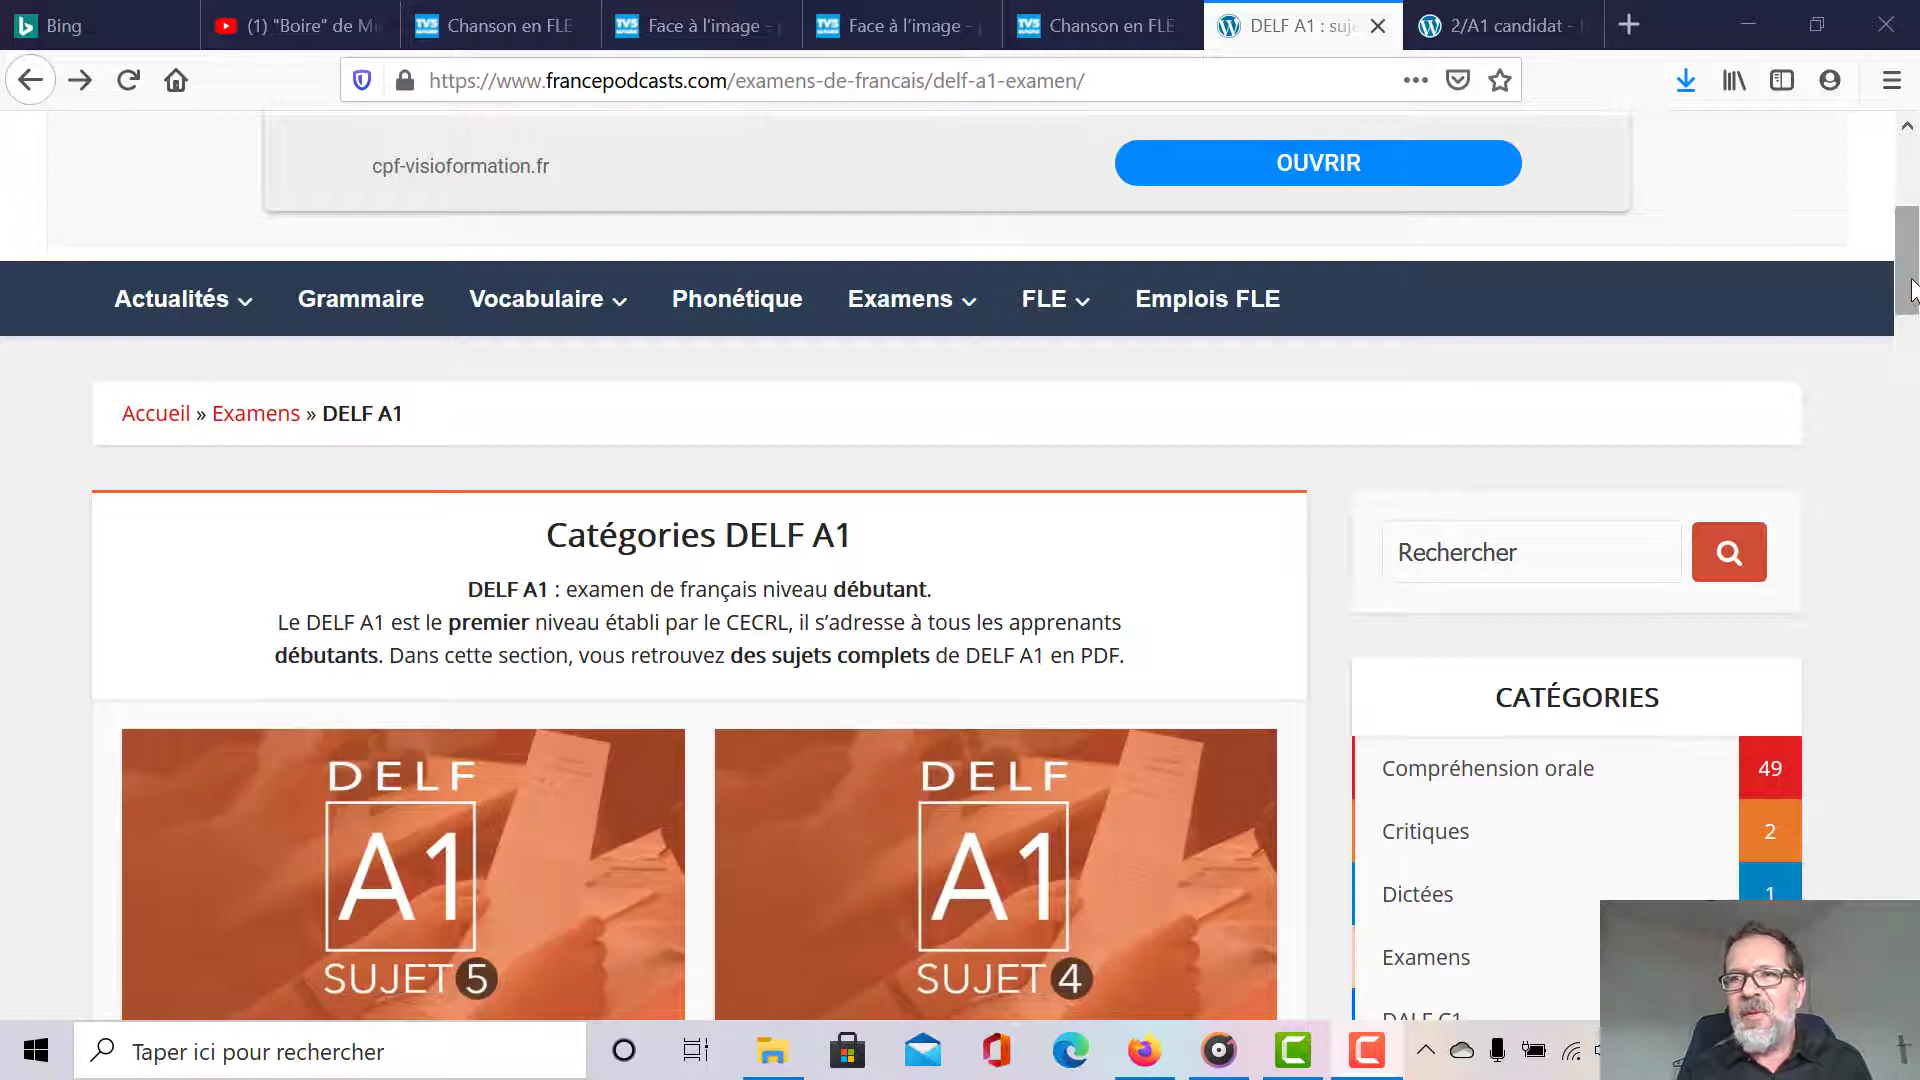 Bing
(1) "Boire" de M
Chanson en FLE
Face à l'image -
Face à l'image -
Chanson en FLE
DELF A1 : suj
2/A1 candidat -
https://www.francepodcasts.com/examens-de-francais/delf-a1-examen/
cpf-visioformation.fr
OUVRIR
Actualités
Grammaire
Vocabulaire
Phonétique
Examens
FLE
Emplois FLE
Accueil » Examens » DELF A1
Catégories DELF A1
DELF A1 : examen de français niveau débutant.
Le DELF A1 est le premier niveau établi par le CECRL, il s'adresse à tous les apprenants
débutants. Dans cette section, vous retrouvez des sujets complets de DELF A1 en PDF.
DELF
A1
SUJET 5
DELF
A1
SUJET 4
Rechercher
CATÉGORIES
Compréhension orale 49
Critiques 2
Dictées 1
Examens
DALF C1
Taper ici pour rechercher